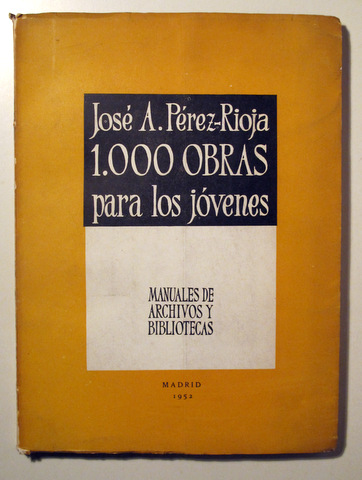 José A. Pérez-Rioja
1.000 OBRAS
para los jóvenes
MANUALES DE
ARCHIVOS Y
BIBLIOTECAS
MADRID
1952